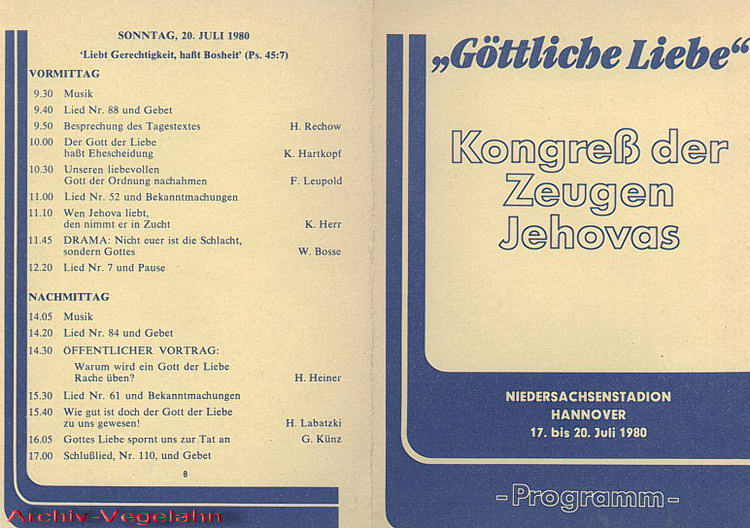 SONNTAG, 20. JULI 1980
'Liebt Gerechtigkeit, haßt Bosheit' (Ps. 45:7)
VORMITTAG
9.30 Musik
9.40 Lied Nr. 88 und Gebet
9.50 Besprechung des Tagestextes H. Rechow
10.00 Der Gott der Liebe
haßt Ehescheidung K. Hartkopf
10.30 Unseren liebevollen
Gott der Ordnung nachahmen F. Leupold
11.00 Lied Nr. 52 und Bekanntmachungen
11.10 Wen Jehova liebt,
den nimmt er in Zucht K. Herr
11.45 DRAMA: Nicht euer ist die Schlacht,
sondern Gottes W. Bosse
12.20 Lied Nr. 7 und Pause
NACHMITTAG
14.05 Musik
14.20 Lied Nr. 84 und Gebet
14.30 ÖFFENTLICHER VORTRAG:
Warum wird ein Gott der Liebe
Rache üben? H. Heiner
15.30 Lied Nr. 61 und Bekanntmachungen
15.40 Wie gut ist doch der Gott der Liebe
zu uns gewesen! H. Labatzki
16.05 Gottes Liebe spornt uns zur Tat an G. Künz
17.00 Schlußlied, Nr. 110, und Gebet
8
Archiv-Vegelahn
„Göttliche Liebe“
Kongreß der
Zeugen
Jehovas
NIEDERSACHSENSTADION
HANNOVER
17. bis 20. Juli 1980
-Programm-